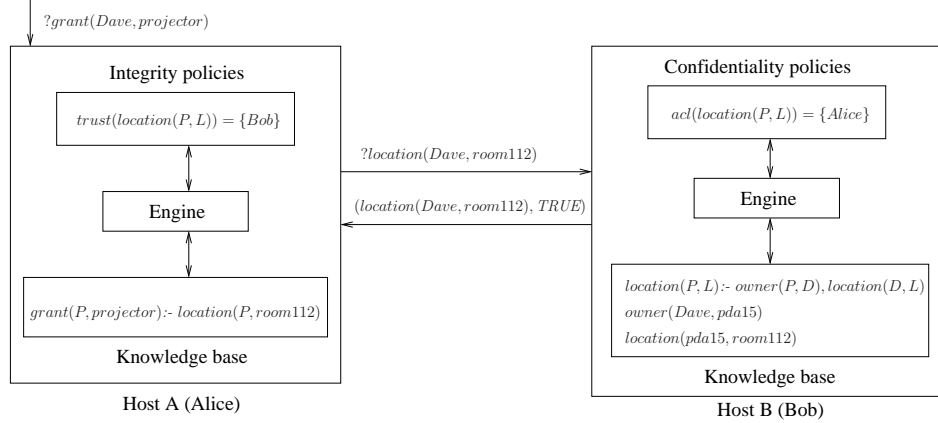 ?grant(Dave, projector)
Integrity policies
trust(location(P, L)) = {Bob}
Engine
grant(P, projector):- location(P, room112)
Knowledge base
Host A (Alice)
?location(Dave, room112)
(location(Dave, room112), TRUE)
Confidentiality policies
acl(location(P, L)) = {Alice}
Engine
location(P, L):- owner(P, D), location(D, L)
owner(Dave, pda15)
location(pda15, room112)
Knowledge base
Host B (Bob)